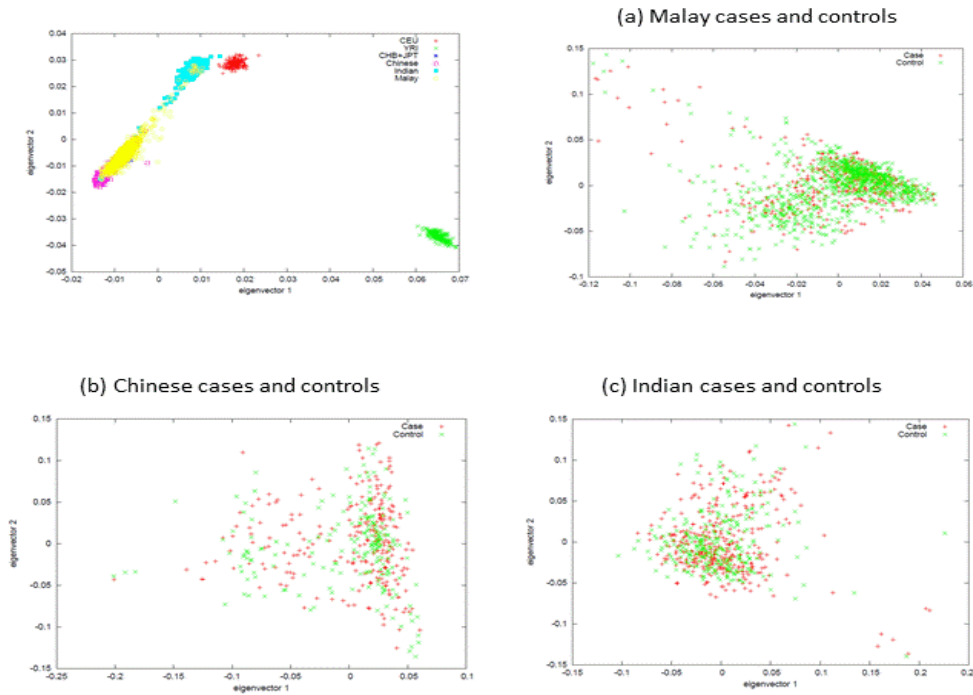 (a) Malay cases and controls
0.04
0.03
0.02
0.01
0
-0.01
-0.02
-0.03
-0.04
-0.05
eigenvector 2
CEU
YRI
CHB+JPT
Chinese
Indian
Malay
-0.02 -0.01 0 0.01 0.02 0.03 0.04 0.05 0.06 0.07
eigenvector 1
0.15
0.1
0.05
0
-0.05
-0.1
eigenvector 2
Case
Control
-0.12 -0.1 -0.08 -0.06 -0.04 -0.02 0 0.02 0.04 0.06
eigenvector 1
(b) Chinese cases and controls
0.15
0.1
0.05
0
-0.05
-0.1
-0.15
eigenvector 2
Case
Control
-0.25 -0.2 -0.15 -0.1 -0.05 0 0.05 0.1
eigenvector 1
(c) Indian cases and controls
0.15
0.1
0.05
0
-0.05
-0.1
-0.15
eigenvector 2
Case
Control
-0.15 -0.1 -0.05 0 0.05 0.1 0.15 0.2 0.25
eigenvector 1